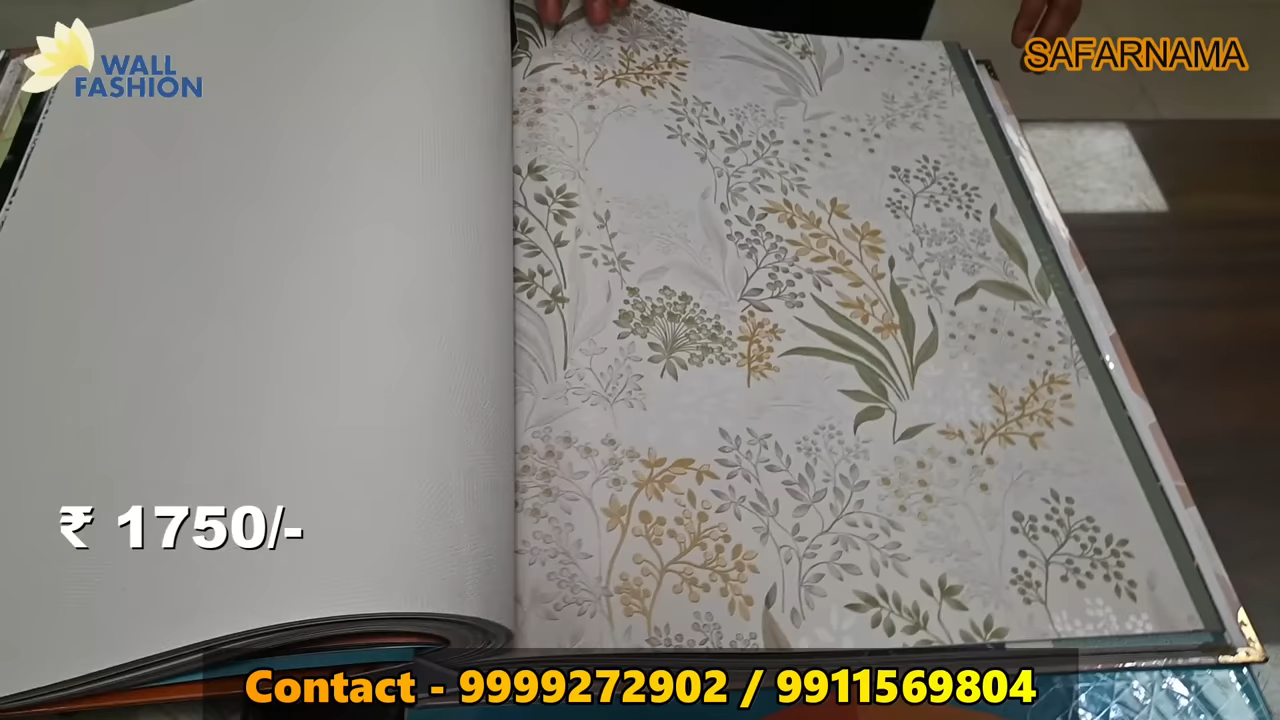 WALL
FASHION
SAFARNAMA
₹ 1750/-
Contact - 9999272902 / 9911569804